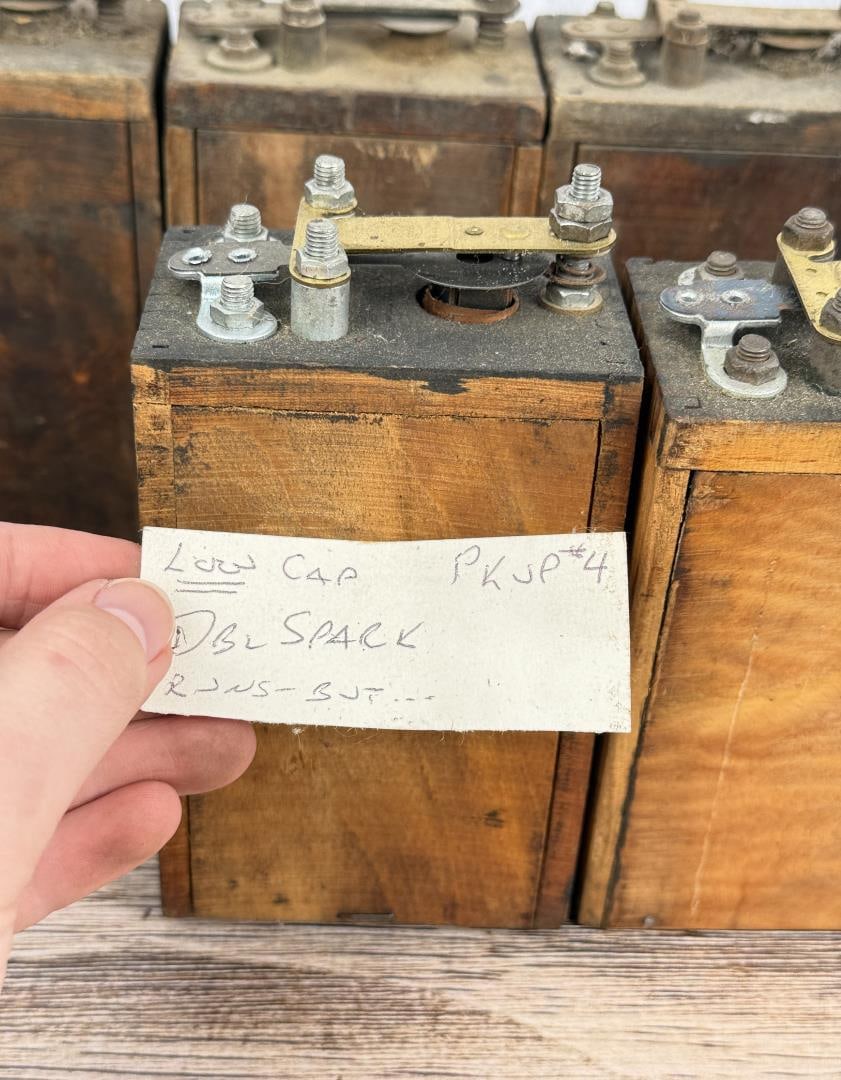 LOW CAP PKUP #4
DBL SPARK
RUNS - BUT...